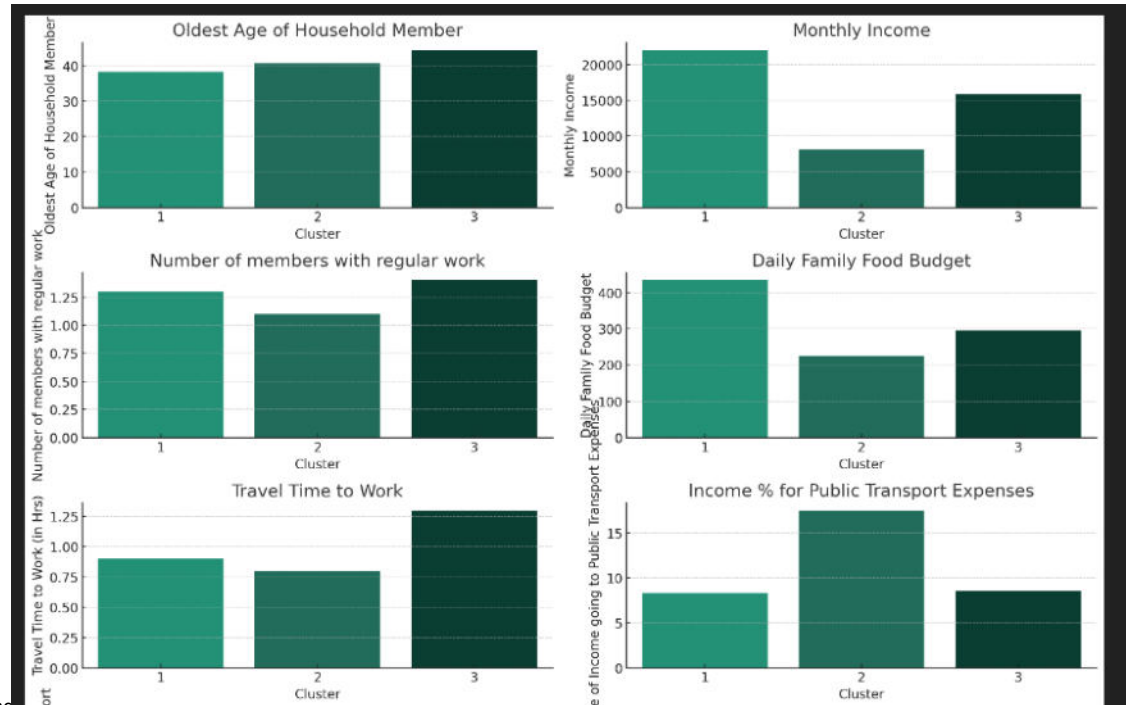 Oldest Age of Household Member
Oldest Age of Household Member
40
30
20
10
0
1 2 3
Cluster
Monthly Income
Monthly Income
20000
15000
10000
5000
0
1 2 3
Cluster
Number of members with regular work
Number of members with regular work
1.25
1.00
0.75
0.50
0.25
0.00
1 2 3
Cluster
Daily Family Food Budget
Daily Family Food Budget
400
300
200
100
0
1 2 3
Cluster
Travel Time to Work
Travel Time to Work (in Hrs)
1.25
1.00
0.75
0.50
0.25
0.00
1 2 3
Cluster
Income % for Public Transport Expenses
e of Income going to Public Transport Expenses
15
10
5
0
1 2 3
Cluster
ort